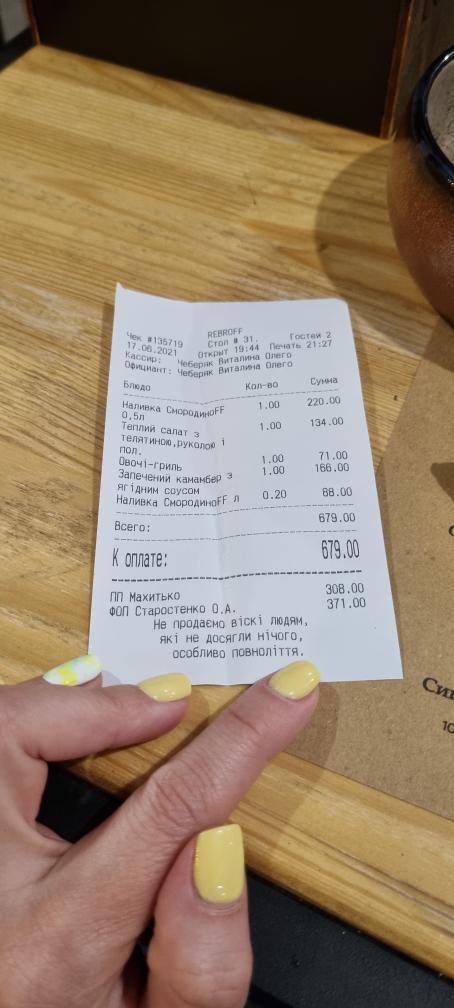 REBROFF
Чек #135719 Стол # 31. Гостей 2
17.06.2021 Открыт 19:44 Печать 21:27
Кассир: Чеберяк Виталина Олего
Официант: Чеберяк Виталина Олего
Блюдо Кол-во Сумма
Наливка СмородиноFF 1.00 220.00
0,5л
Теплий салат з 1.00 134.00
телятиною,руколою і
пол.
Овочі-гриль 1.00 71.00
Запечений камамбер з 1.00 166.00
ягідним соусом
Наливка СмородиноFF л 0.20 88.00
Всего: 679.00
К оплате: 679.00
ПП Махитько 308.00
ФОП Старостенко О.А. 371.00
Не продаємо віскі людям,
які не досягли нічого,
особливо повноліття.